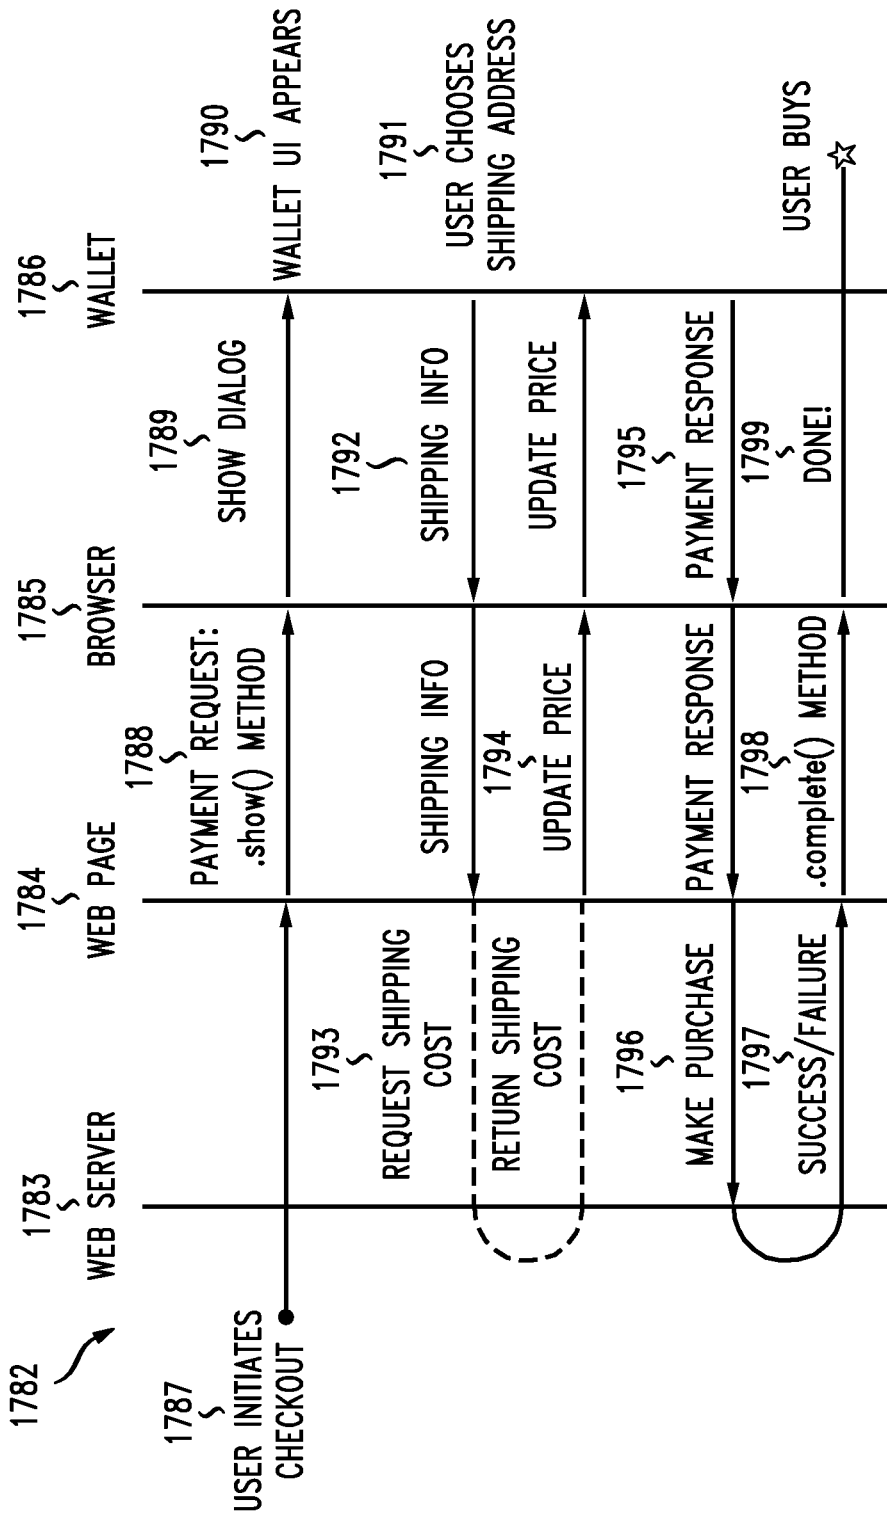 1782
1783
WEB SERVER
1784
WEB PAGE
1785
BROWSER
1786
WALLET
1787
USER INITIATES
CHECKOUT
1788
PAYMENT REQUEST:
.show() METHOD
1789
SHOW DIALOG
1790
WALLET UI APPEARS
1791
USER CHOOSES
SHIPPING ADDRESS
1792
SHIPPING INFO
SHIPPING INFO
1793
REQUEST SHIPPING
COST
RETURN SHIPPING
COST
1794
UPDATE PRICE
UPDATE PRICE
1795
PAYMENT RESPONSE
PAYMENT RESPONSE
1796
MAKE PURCHASE
1797
SUCCESS/FAILURE
1798
.complete() METHOD
1799
DONE!
USER BUYS